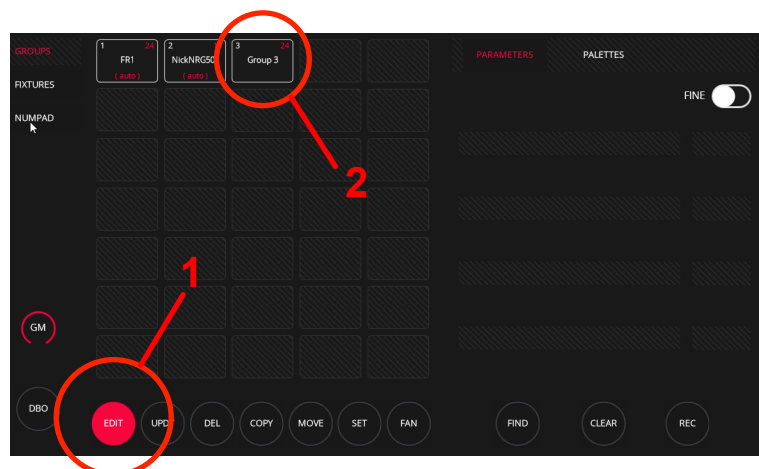 GROUPS
FIXTURES
NUMPAD
1 24
FR1
( auto )
2
NickNRG50
( auto )
3 24
Group 3
PARAMETERS PALETTES
FINE
1
2
GM
DBO
EDIT DEL COPY MOVE SET FAN FIND CLEAR REC